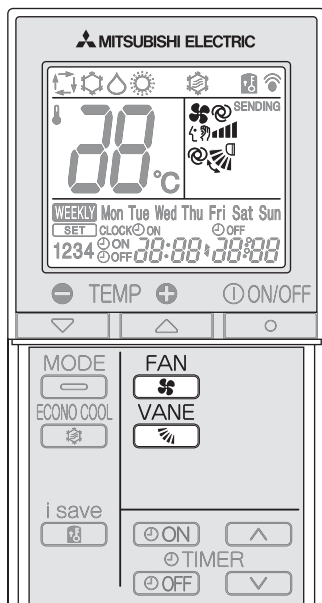 MITSUBISHI ELECTRIC
SENDING
88°C
WEEKLY Mon Tue Wed Thu Fri Sat Sun
SET CLOCK ON OFF
1234 ON OFF 88:88 88:88
TEMP ON/OFF
MODE FAN
ECONO COOL VANE
i save
ON
TIMER
OFF